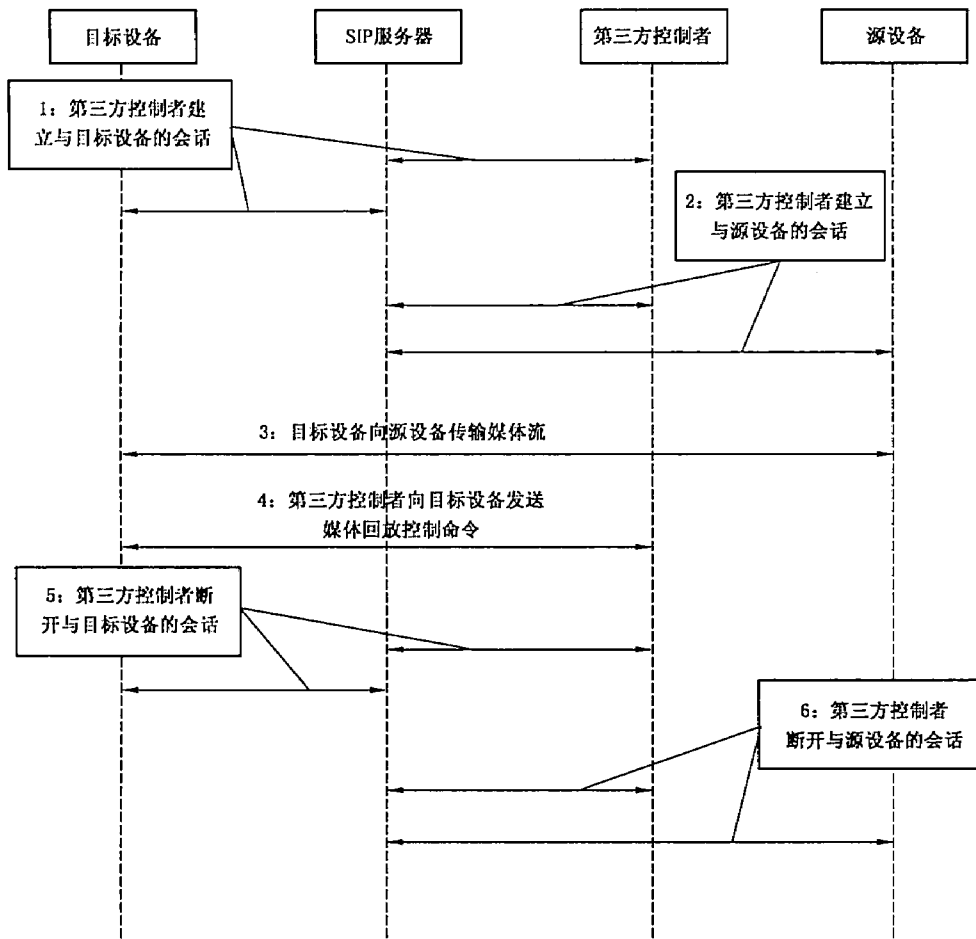 目标设备
SIP服务器
第三方控制者
源设备
1：第三方控制者建
立与目标设备的会话
2：第三方控制者建立
与源设备的会话
3：目标设备向源设备传输媒体流
4：第三方控制者向目标设备发送
媒体回放控制命令
5：第三方控制者断
开与目标设备的会话
6：第三方控制者
断开与源设备的会话